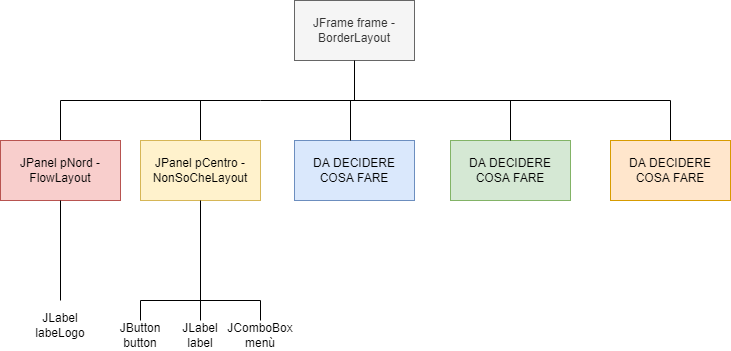 JFrame frame -
BorderLayout
JPanel pNord -
FlowLayout
JPanel pCentro -
NonSoCheLayout
DA DECIDERE
COSA FARE
DA DECIDERE
COSA FARE
DA DECIDERE
COSA FARE
JLabel
labeLogo
JButton
button
JLabel
label
JComboBox
menù